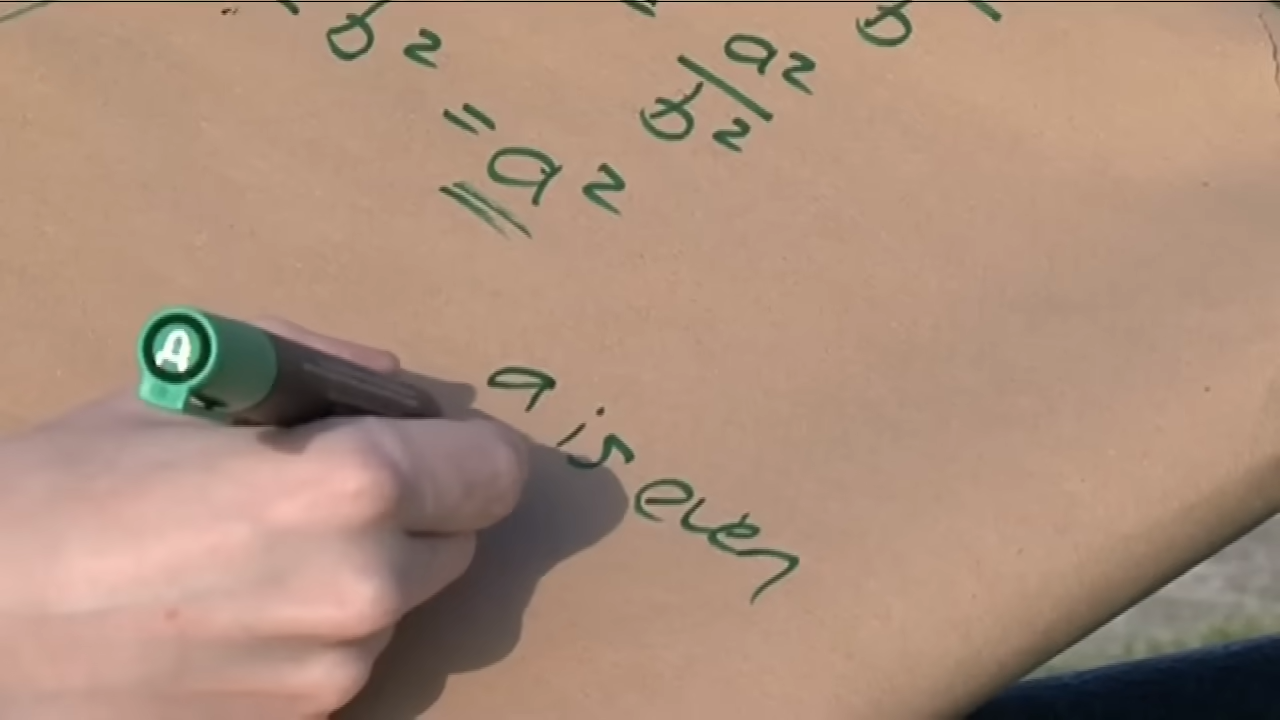 b²
= a²
a²
b²
b
a is even
A